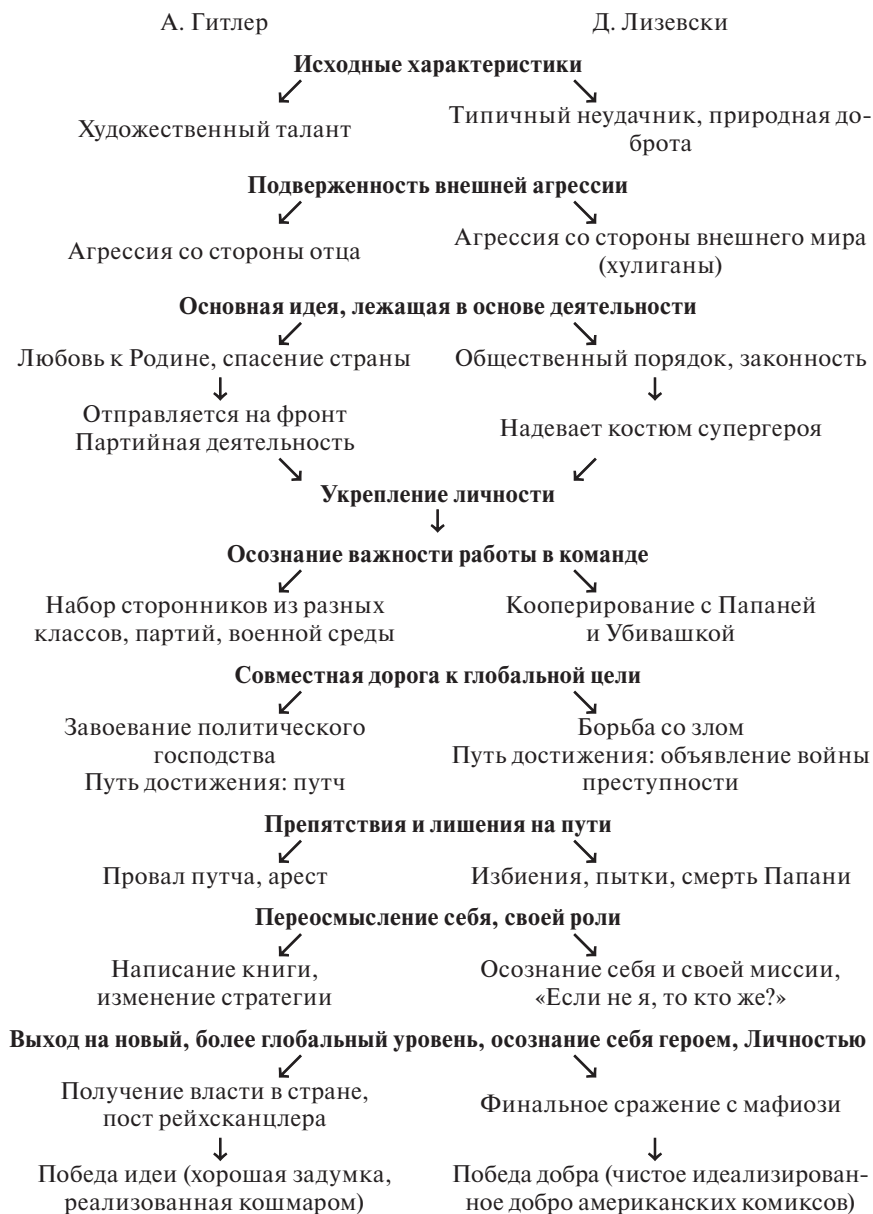 А. Гитлер Д. Лизевски
Исходные характеристики
Художественный талант
Типичный неудачник, природная до-
брота
Подверженность внешней агрессии
Агрессия со стороны отца
Агрессия со стороны внешнего мира
(хулиганы)
Основная идея, лежащая в основе деятельности
Любовь к Родине, спасение страны
Общественный порядок, законность
Отправляется на фронт
Партийная деятельность
Надевает костюм супергероя
Укрепление личности
Осознание важности работы в команде
Набор сторонников из разных
классов, партий, военной среды
Кооперирование с Папаней
и Убивашкой
Совместная дорога к глобальной цели
Завоевание политического
господства
Путь достижения: путч
Борьба со злом
Путь достижения: объявление войны
преступности
Препятствия и лишения на пути
Провал путча, арест
Избиения, пытки, смерть Папани
Переосмысление себя, своей роли
Написание книги,
изменение стратегии
Осознание себя и своей миссии,
«Если не я, то кто же?»
Выход на новый, более глобальный уровень, осознание себя героем, Личностью
Получение власти в стране,
пост рейхсканцлера
Финальное сражение с мафиози
Победа идеи (хорошая задумка,
реализованная кошмаром)
Победа добра (чистое идеализирован-
ное добро американских комиксов)